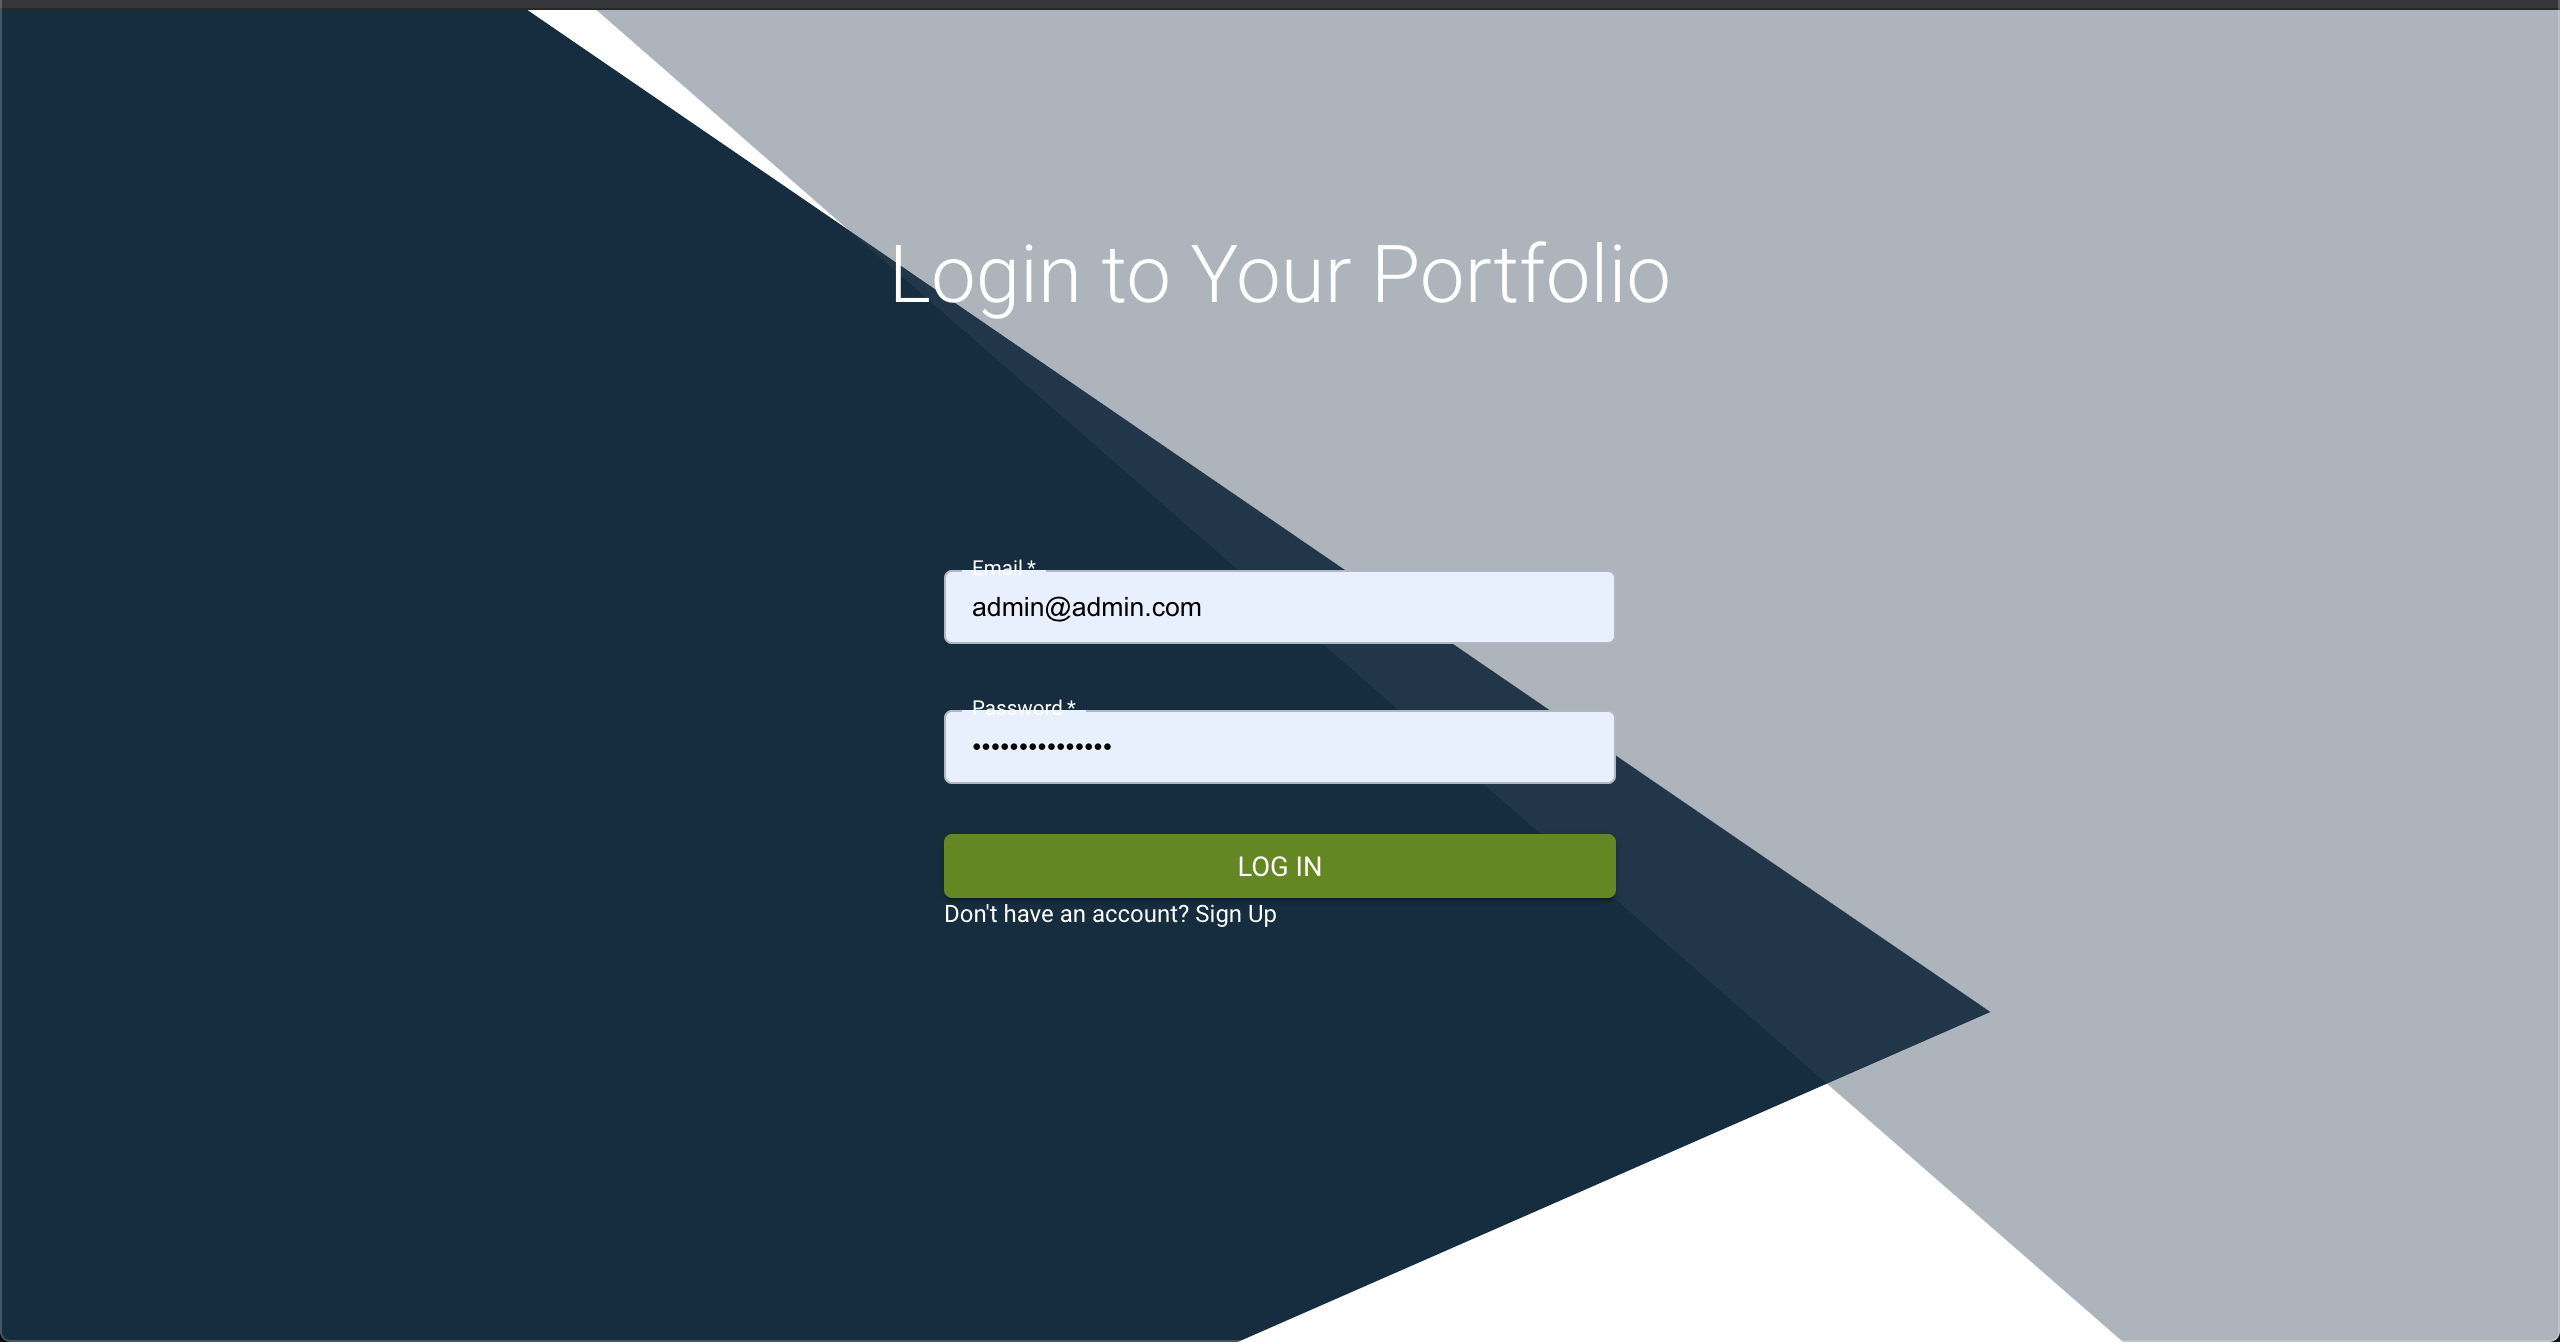 Login to Your Portfolio
Email *
admin@admin.com
Password *
•••••••••••••••
LOG IN
Don't have an account? Sign Up